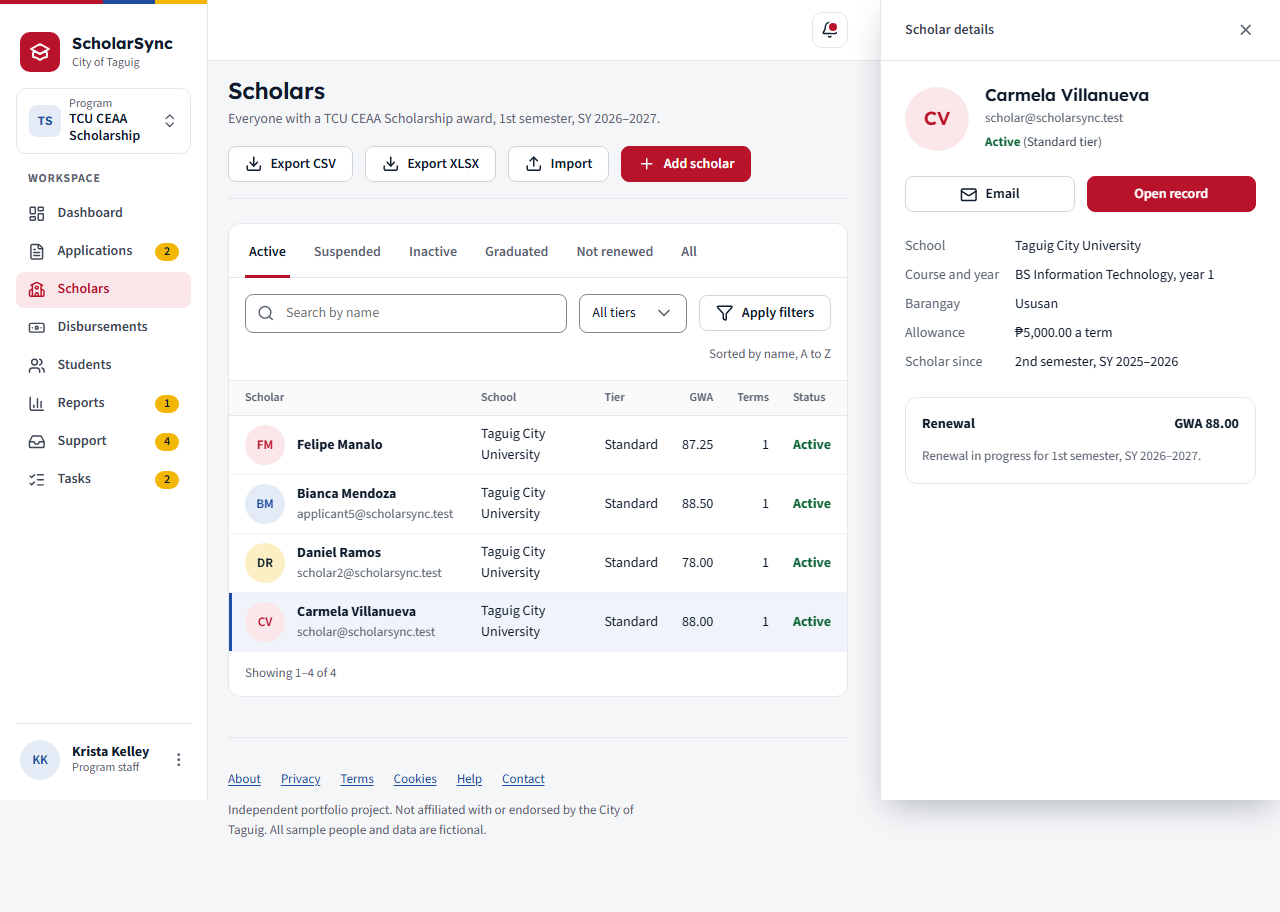 ScholarSync
City of Taguig
TS
Program
TCU CEAA
Scholarship
WORKSPACE
Dashboard
Applications 2
Scholars
Disbursements
Students
Reports 1
Support 4
Tasks 2
KK
Krista Kelley
Program staff
Scholars
Everyone with a TCU CEAA Scholarship award, 1st semester, SY 2026–2027.
Export CSV Export XLSX Import Add scholar
Active Suspended Inactive Graduated Not renewed All
Search by name All tiers Apply filters
Sorted by name, A to Z
Scholar School Tier GWA Terms Status
FM Felipe Manalo Taguig City University Standard 87.25 1 Active
BM Bianca Mendoza applicant5@scholarsync.test Taguig City University Standard 88.50 1 Active
DR Daniel Ramos scholar2@scholarsync.test Taguig City University Standard 78.00 1 Active
CV Carmela Villanueva scholar@scholarsync.test Taguig City University Standard 88.00 1 Active
Showing 1–4 of 4
About Privacy Terms Cookies Help Contact
Independent portfolio project. Not affiliated with or endorsed by the City of
Taguig. All sample people and data are fictional.
Scholar details
CV
Carmela Villanueva
scholar@scholarsync.test
Active (Standard tier)
Email Open record
School Taguig City University
Course and year BS Information Technology, year 1
Barangay Ususan
Allowance ₱5,000.00 a term
Scholar since 2nd semester, SY 2025–2026
Renewal GWA 88.00
Renewal in progress for 1st semester, SY 2026–2027.